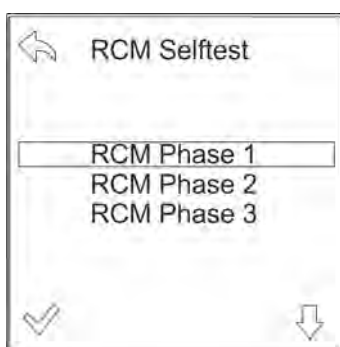 RCM Selftest
RCM Phase 1
RCM Phase 2
RCM Phase 3